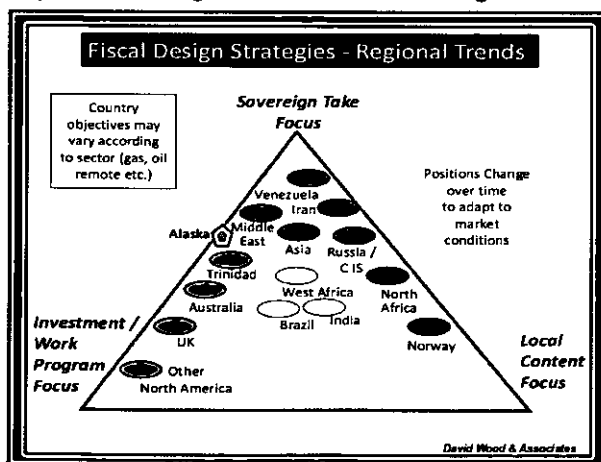 Fiscal Design Strategies - Regional Trends
Country
objectives may
vary according
to sector (gas, oil
remote etc.)
Sovereign Take
Focus
Positions Change
over time
to adapt to
market
conditions
Venezuela
Iran
Alaska
Middle
East
Asia
Russia /
CIS
Trinidad
West Africa
North
Africa
Australia
Brazil
India
Investment /
Work
Program
Focus
UK
Norway
Local
Content
Focus
Other
North America
David Wood & Associates